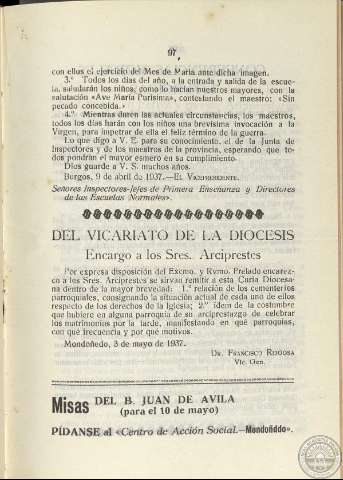 97
con ellos el ejercicio del Mes de María ante dicha imagen.
3.º Todos los días del año, a la entrada y salida de la escue-
la, saludarán los niños, como lo hacían nuestros mayores, con la
salutación «Ave María Purísima», contestando el maestro: «Sin
pecado concebida.»
4.º Mientras duren las actuales circunstancias, los maestros,
todos los días harán con los niños una brevísima invocación a la
Virgen, para impetrar de ella el feliz término de la guerra.
Lo que digo a V. E. para su conocimiento, el de la Junta de
Inspectores y de los maestros de la provincia, esperando que to-
dos pondrán el mayor esmero en su cumplimiento.
Dios guarde a V. S. muchos años.
Burgos, 9 de abril de 1937.—El Vicepresidente.
Señores Inspectores-Jefes de Primera Enseñanza y Directores
de las Escuelas Normales».
DEL VICARIATO DE LA DIOCESIS
Encargo a los Sres. Arciprestes
Por expresa disposición del Excmo. y Rvmo. Prelado encarez-
co a los Sres. Arciprestes se sirvan remitir a esta Curia Diocesa-
na dentro de la mayor brevedad: 1.º relación de los cementerios
parroquiales, consignando la situación actual de cada uno de ellos
respecto de los derechos de la Iglesia; 2.º idem de la costumbre
que hubiere en alguna parroquia de su arciprestazgo de celebrar
los matrimonios por la tarde, manifestando en qué parroquias,
con qué frecuencia y por qué motivos.
Mondoñedo, 3 de mayo de 1937.
Dr. Francisco Reigosa
Vic. Gen.
Misas DEL B. JUAN DE AVILA
(para el 10 de mayo)
PÍDANSE al «Centro de Acción Social.—Mondoñedo».